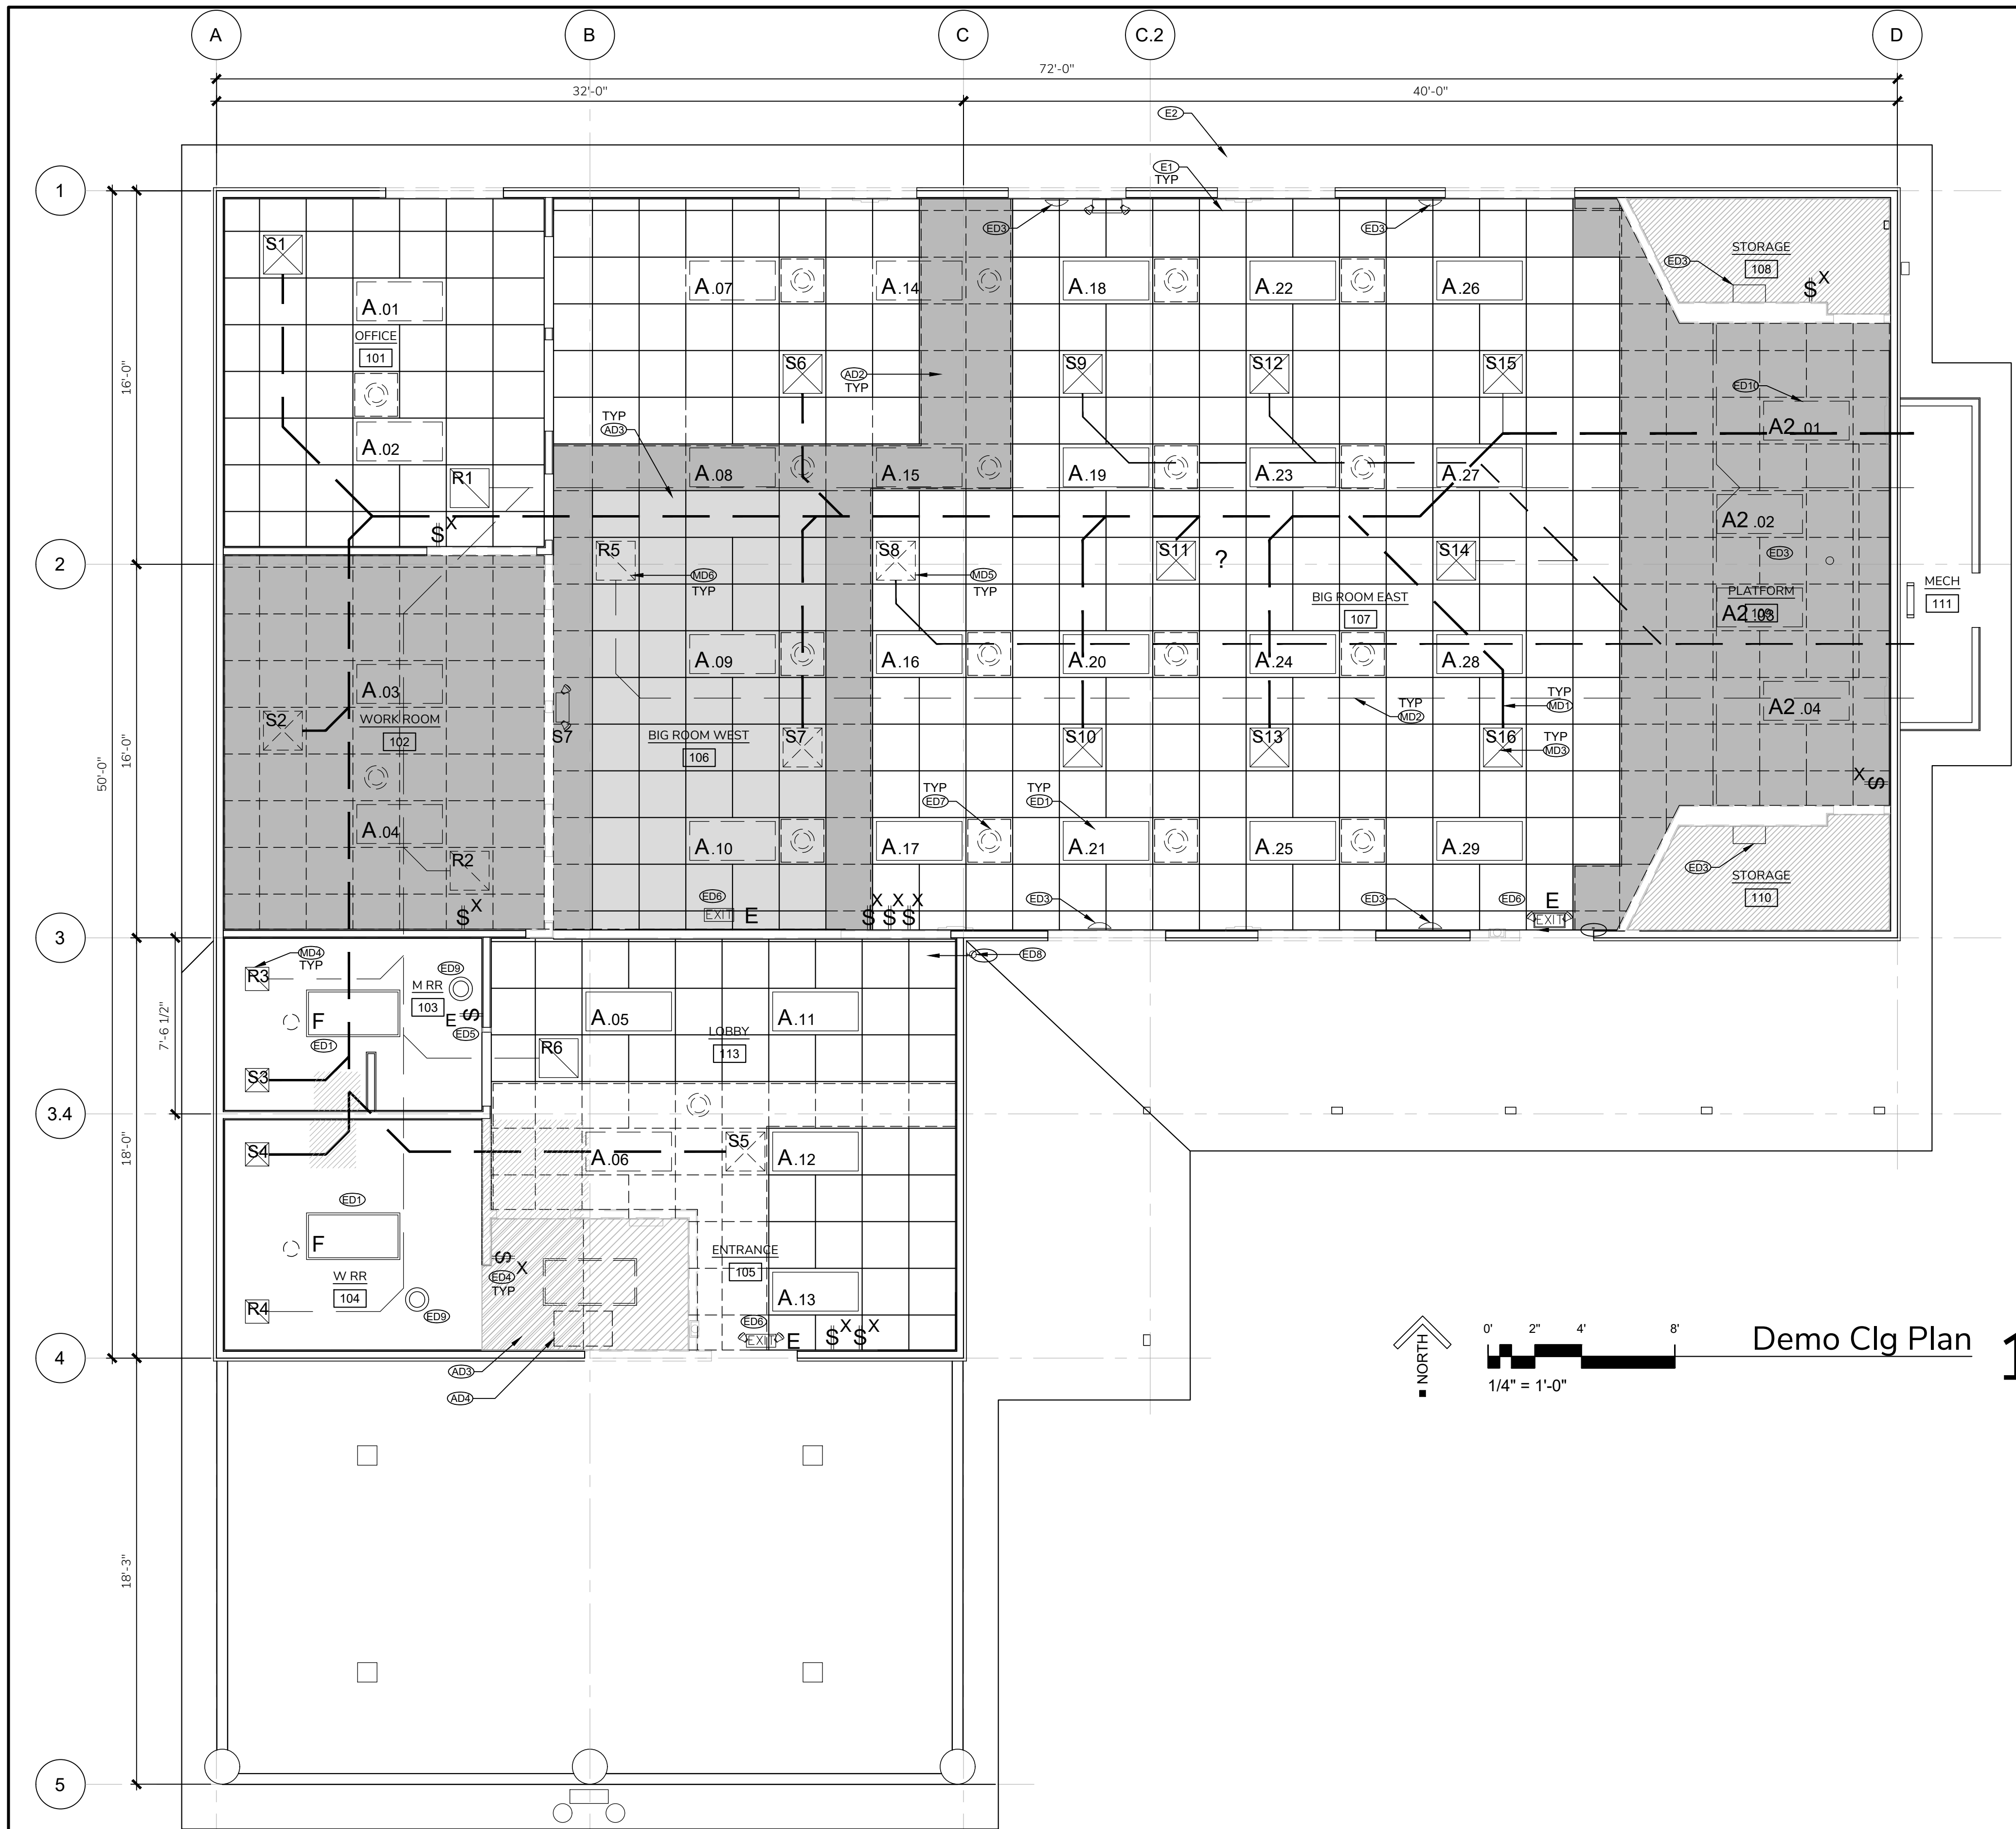 A
B
C
C.2
D
72'-0"
32'-0"
40'-0"
E2
E1
TYP
1
ED3
ED3
S1
STORAGE
108
ED3
$ X
A.01
A.07
A.14
A.18
A.22
A.26
OFFICE
101
S6
AD2
TYP
S9
S12
S15
16'-0"
ED10
A2 .01
TYP
AD3
A.02
A.08
A.15
A.19
A.23
A.27
R1
$ X
A2 .02
2
R5
MD6
TYP
S8
MD5
TYP
S11
?
S14
ED3
BIG ROOM EAST
107
PLATFORM
109
A2 .03
MECH
111
A.03
A.09
A.16
A.20
A.24
A.28
TYP
MD1
TYP
MD2
A2 .04
S2
WORK ROOM
102
S7
BIG ROOM WEST
106
S7
S10
S13
S16
TYP
MD3
50'-0"
16'-0"
X $
TYP
ED7
TYP
ED1
A.04
A.10
A.17
A.21
A.25
A.29
R2
$ X
ED6
EXIT E
X X X
$ $ $
ED3
ED3
ED6
E
EXIT
ED3
STORAGE
110
3
R3
MD4
TYP
ED9
M RR
103
E $
ED5
F
ED1
ED8
A.05
A.11
LOBBY
113
R6
7'-6 1/2"
S3
3.4
S4
A.06
S5
A.12
18'-0"
ED1
F
W RR
104
R4
ED9
$ X
ED4
TYP
ENTRANCE
105
A.13
ED6
EXIT E
$ X $ X
4
AD3
AD4
NORTH
0' 2" 4' 8'
1/4" = 1'-0"
Demo Clg Plan
1
18'-3"
5